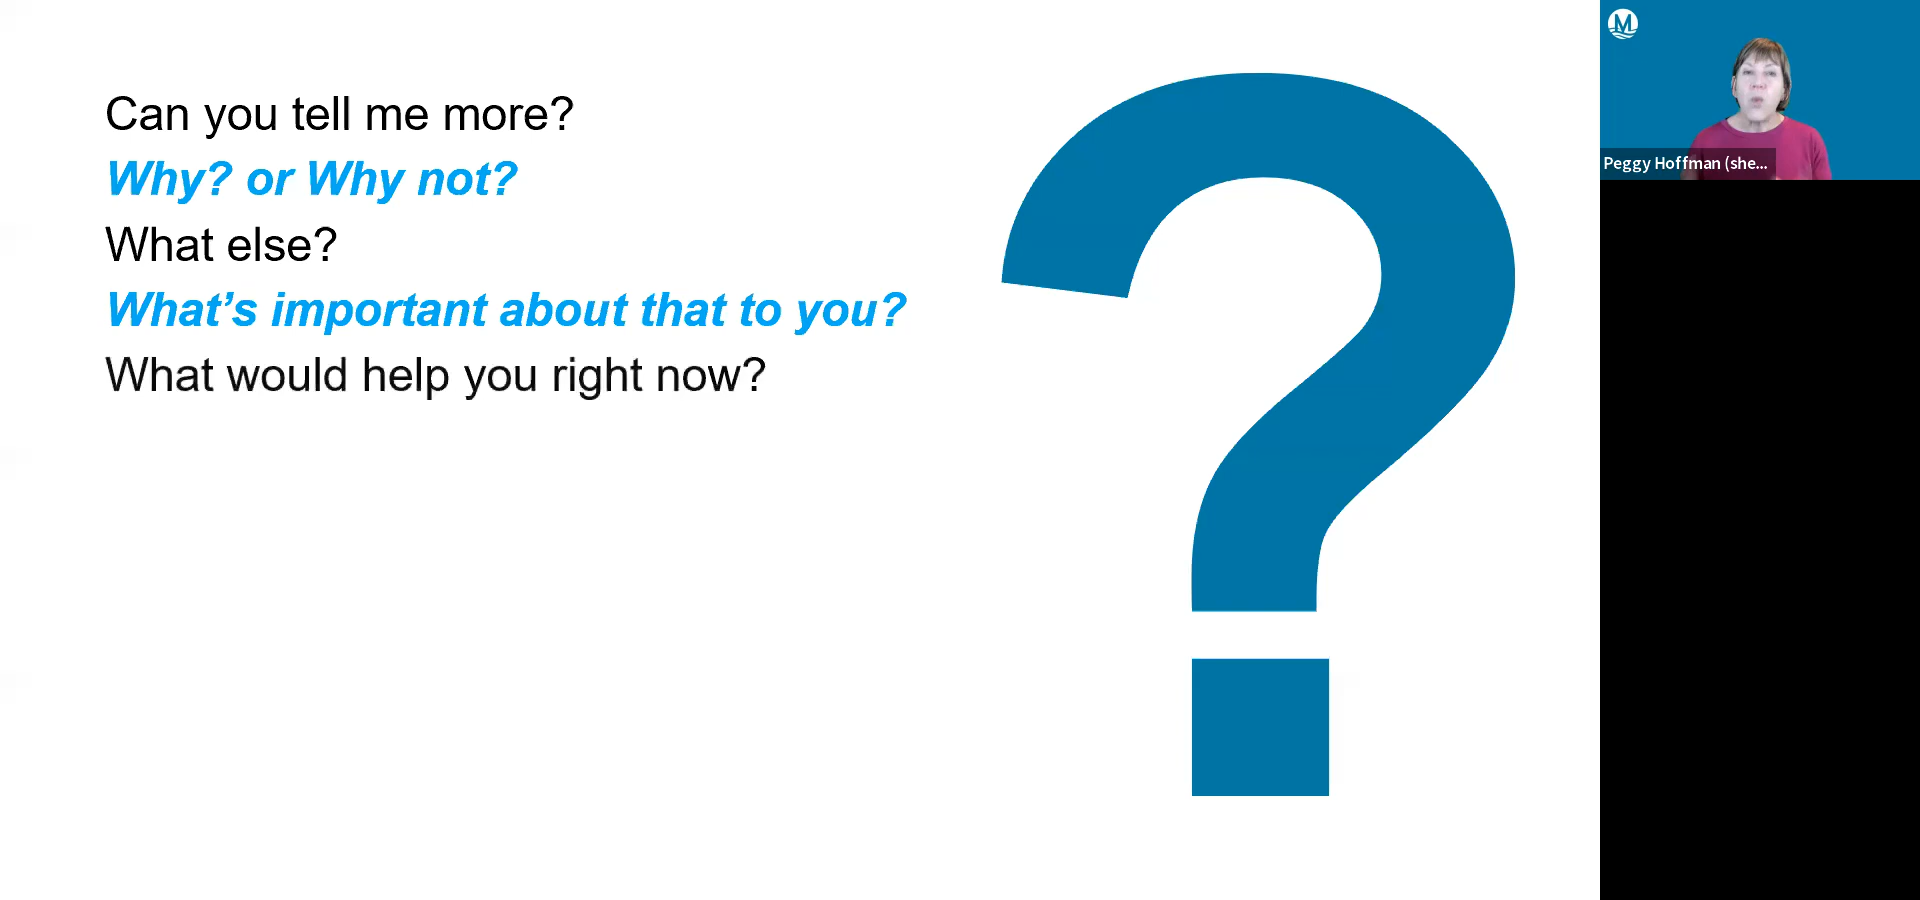 Can you tell me more?
Why? or Why not?
What else?
What’s important about that to you?
What would help you right now?
?
M
Peggy Hoffman (she...